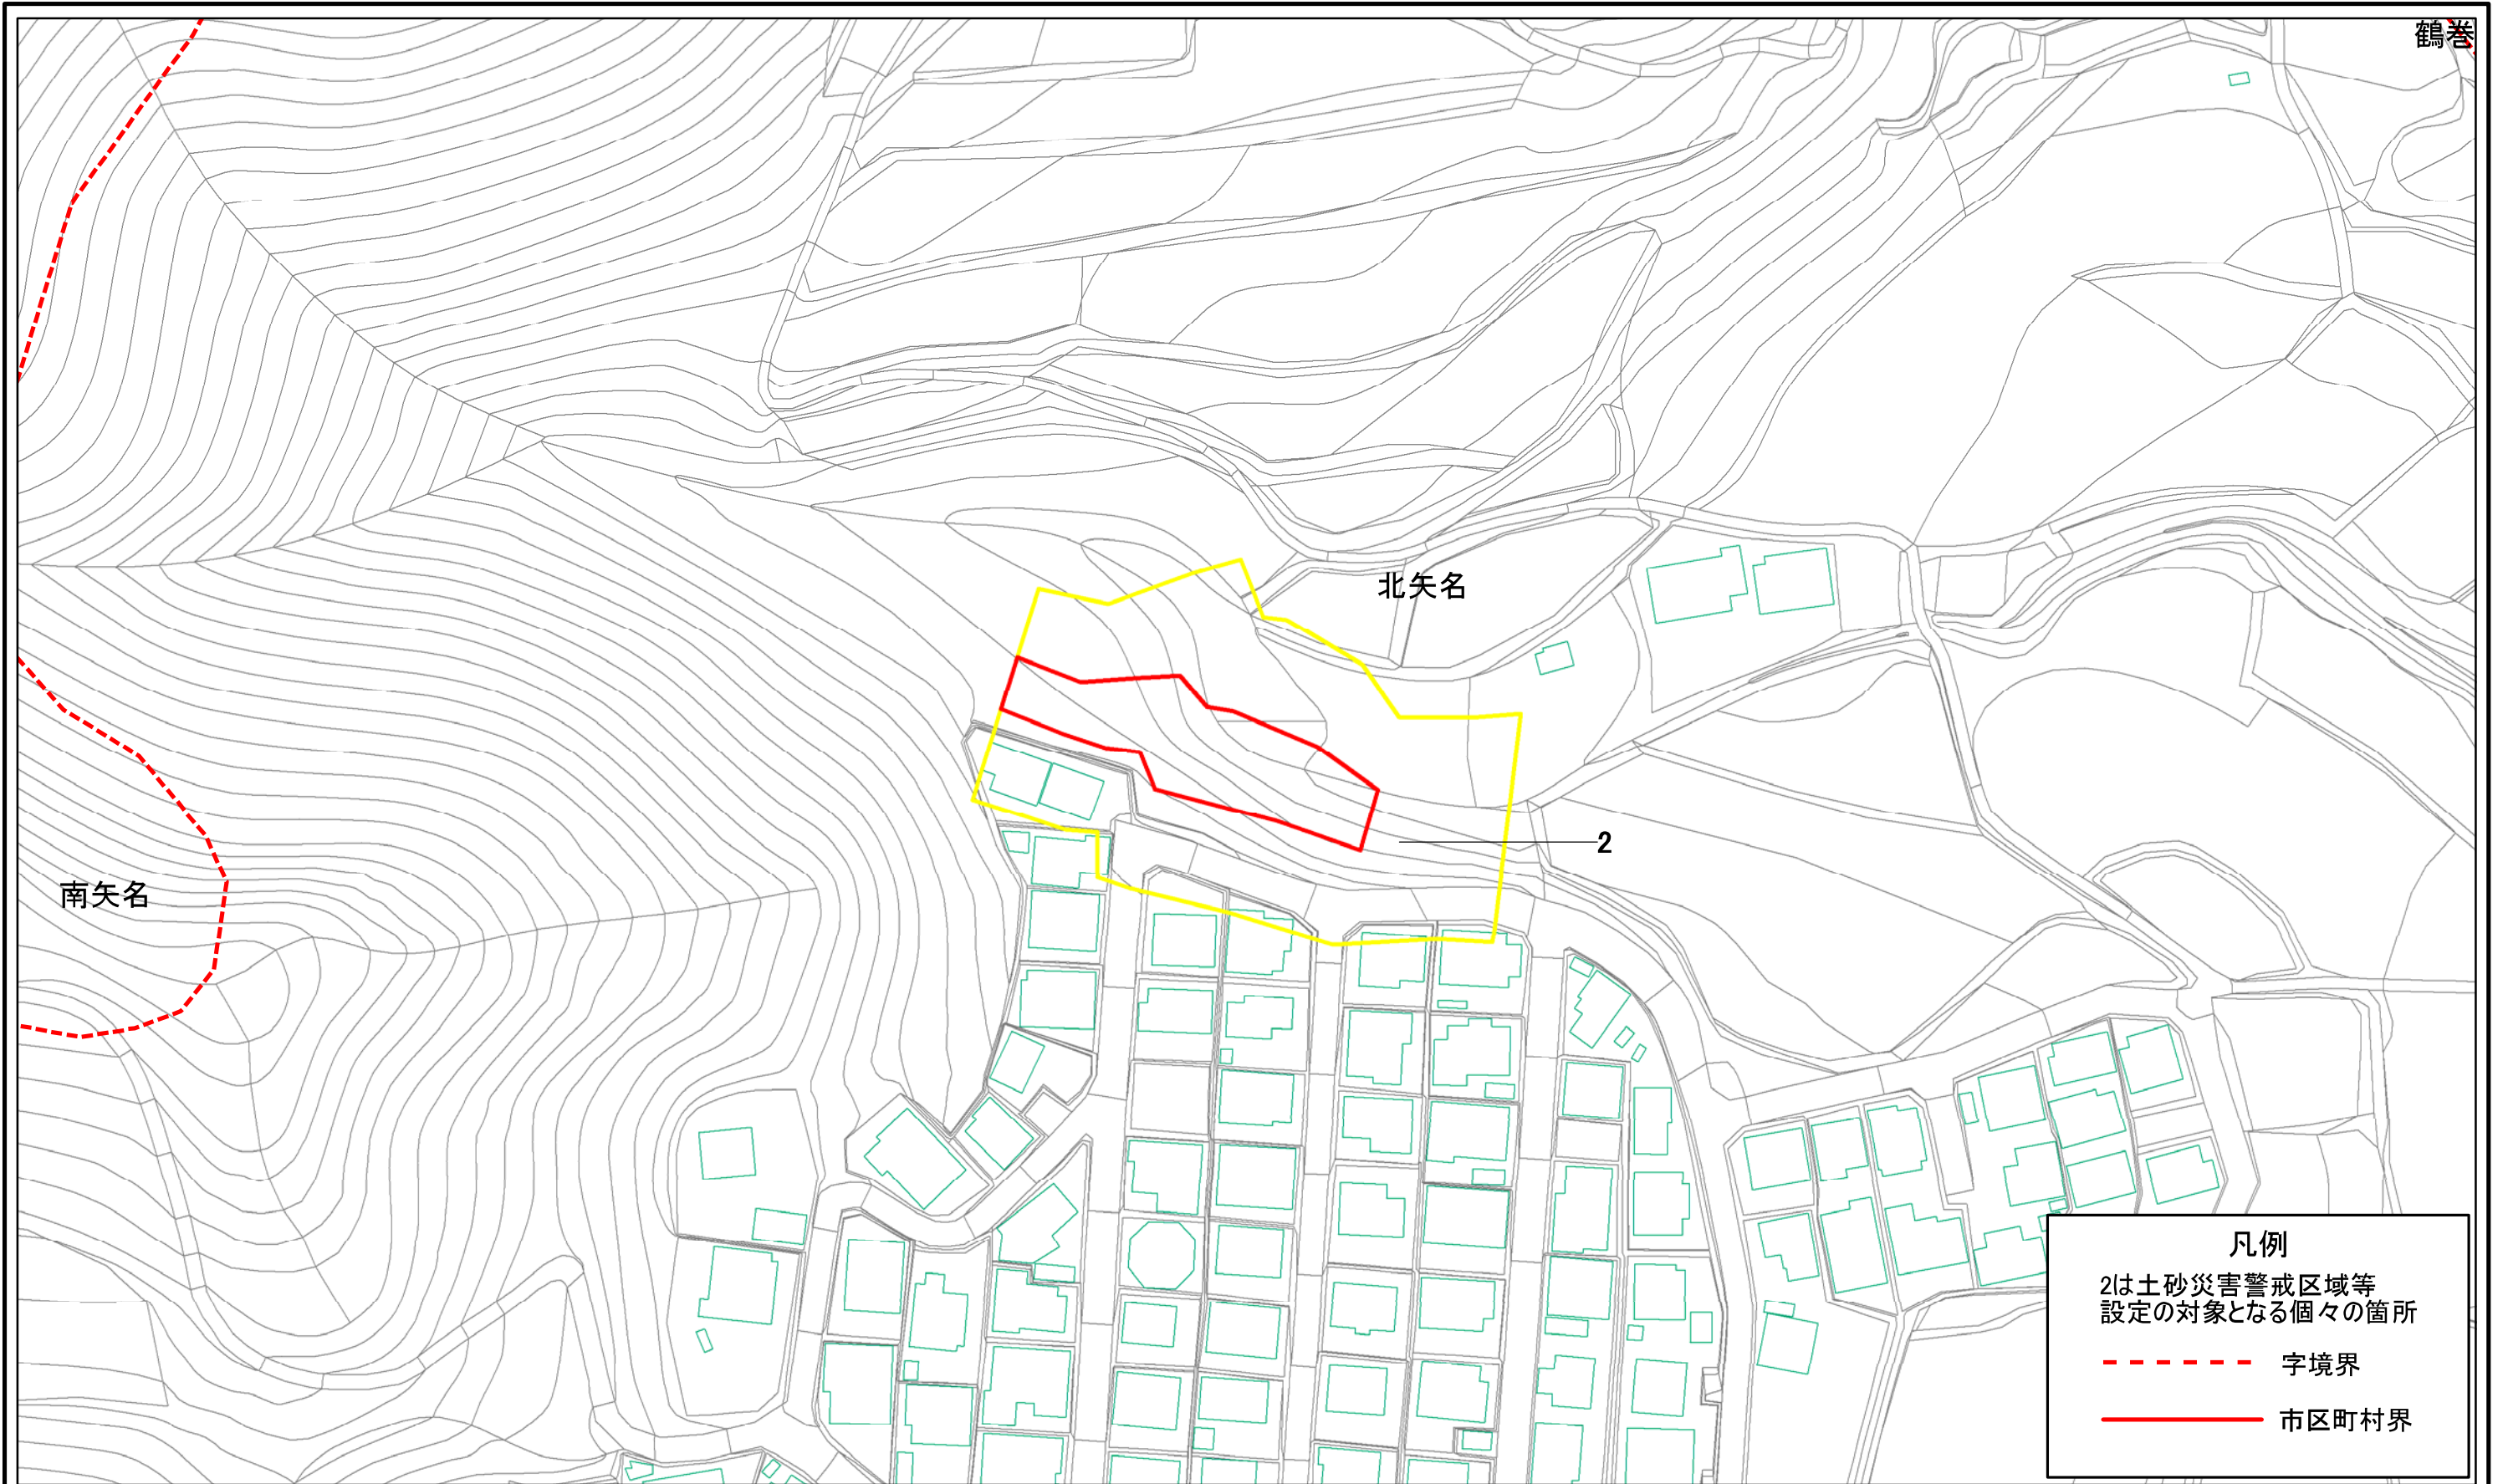 鶴巻
北矢名
2
南矢名
凡例
2は土砂災害警戒区域等
設定の対象となる個々の箇所
字境界
市区町村界